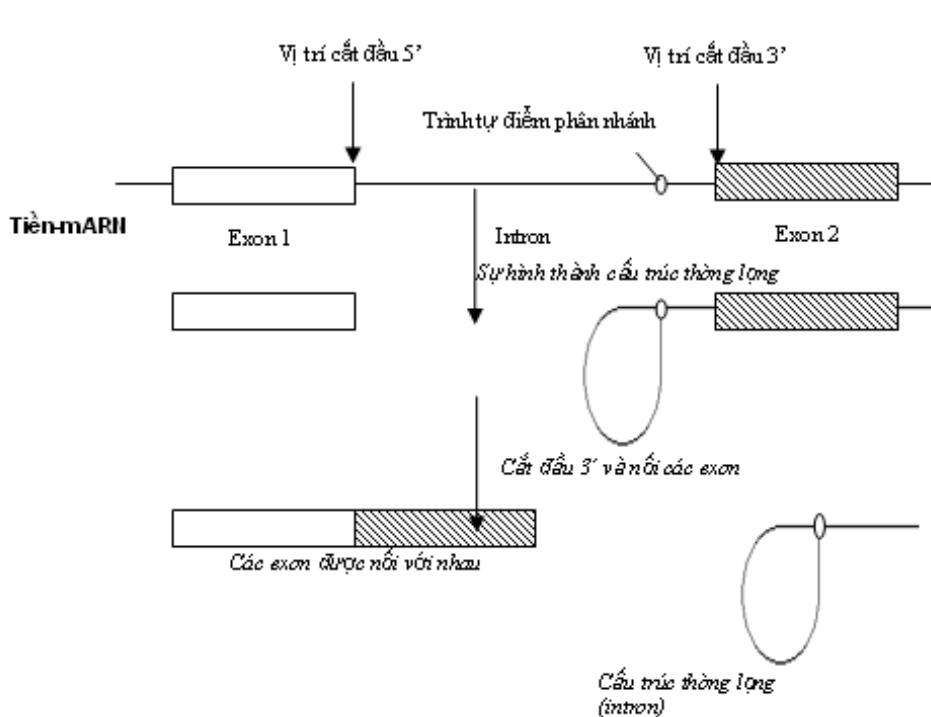 Vị trí cắt đầu 5’
Vị trí cắt đầu 3’
Trình tự điểm phân nhánh
Tiền-mARN
Exon 1
Intron
Exon 2
Sự hình thành cấu trúc thòng lọng
Cắt đầu 3’ và nối các exon
Các exon được nối với nhau
Cấu trúc thòng lọng
(intron)